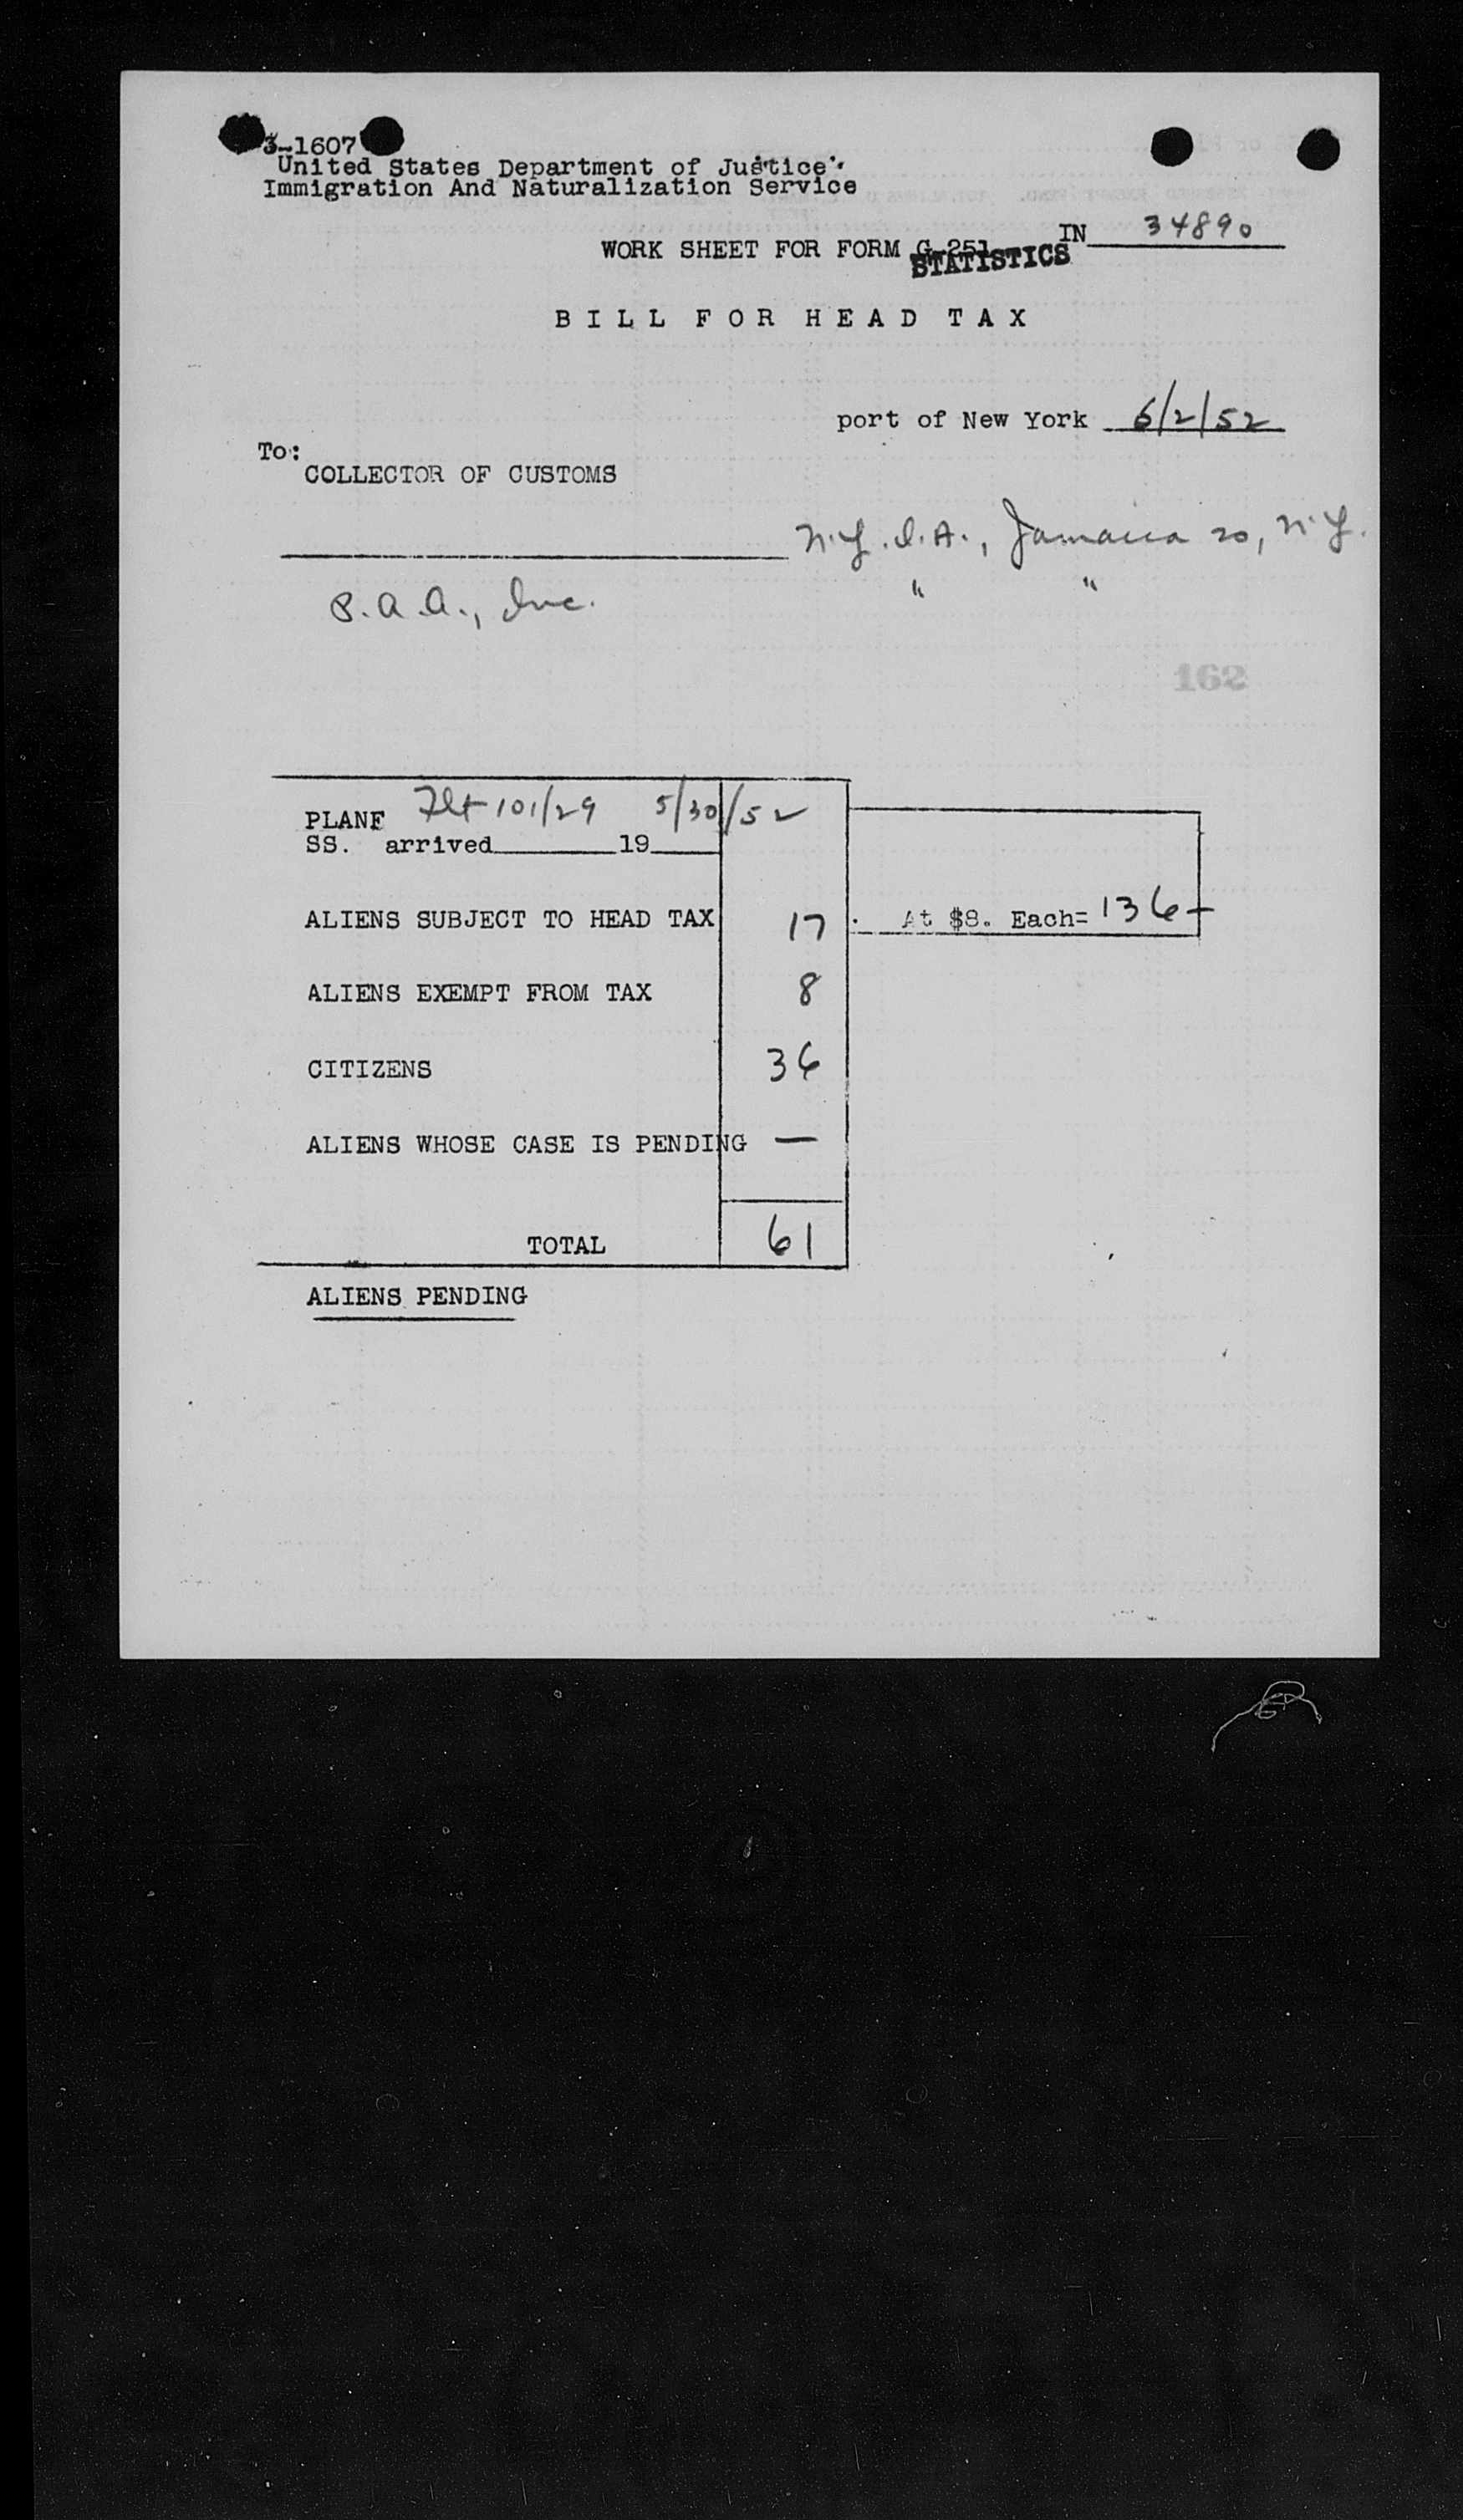 3-1607
United States Department of Justice
Immigration And Naturalization Service
IN 34890
WORK SHEET FOR FORM G-251
STATISTICS
BILL FOR HEAD TAX
port of New York 6/2/52
To:
COLLECTOR OF CUSTOMS
N.Y.I.A., Jamaica 20, N.Y.
P.A.A., Inc. " "
162
PLANE Flt 101/29 5/30/52
SS. arrived 19
ALIENS SUBJECT TO HEAD TAX 17 At $8. Each= 136-
ALIENS EXEMPT FROM TAX 8
CITIZENS 36
ALIENS WHOSE CASE IS PENDING —
TOTAL 61
ALIENS PENDING